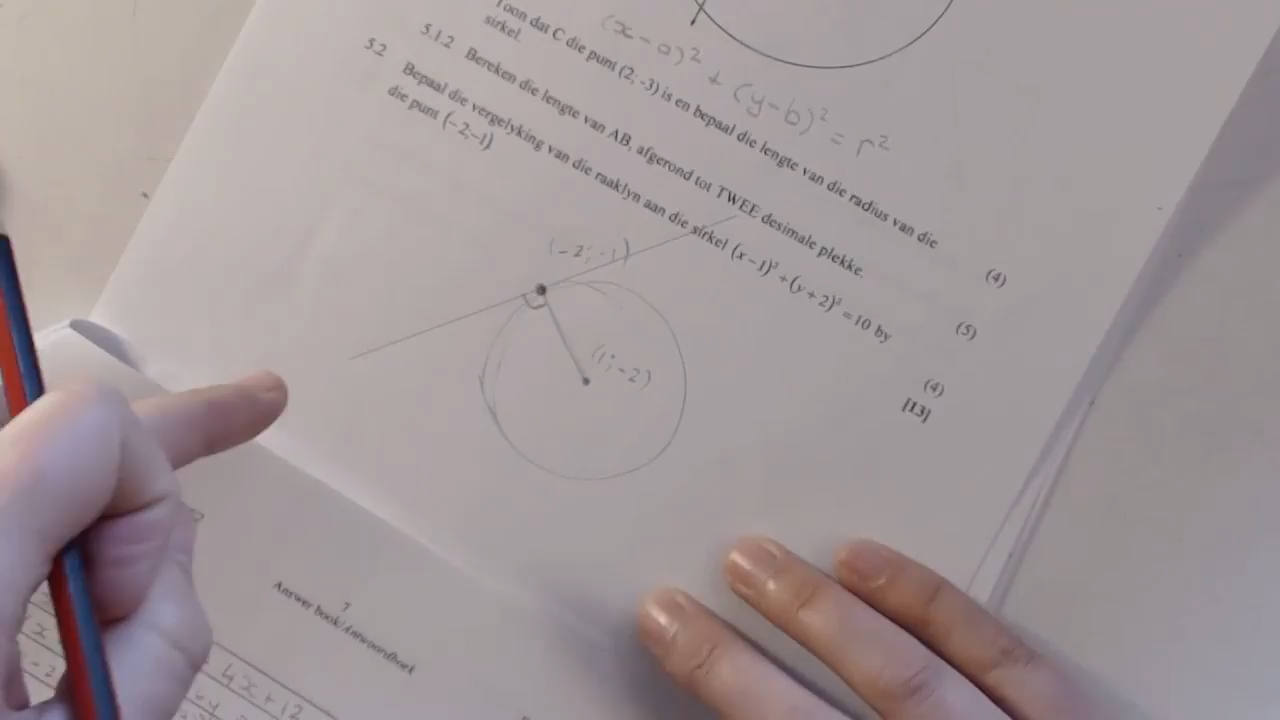 Toon dat C die punt (2; -3) is en bepaal die lengte van die radius van die
sirkel.
(4)
(x-a)² + (y-b)² = r²
5.1.2 Bereken die lengte van AB, afgerond tot TWEE desimale plekke.
(5)
5.2 Bepaal die vergelyking van die raaklyn aan die sirkel (x-1)² + (y+2)² = 10 by
die punt (-2;-1)
(4)
[13]
(-2; -1)
(1; -2)
7
Answer book/Antwoordboek
x
-2
4x+12